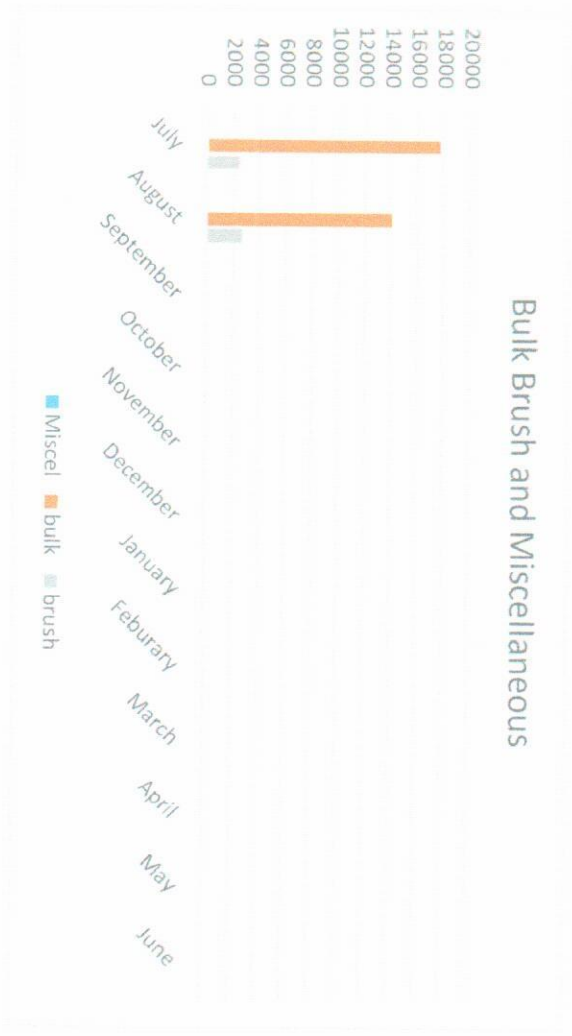 Bulk Brush and Miscellaneous
20000
18000
16000
14000
12000
10000
8000
6000
4000
2000
0
July
August
September
October
November
December
January
Feburary
March
April
May
June
Miscel bulk brush